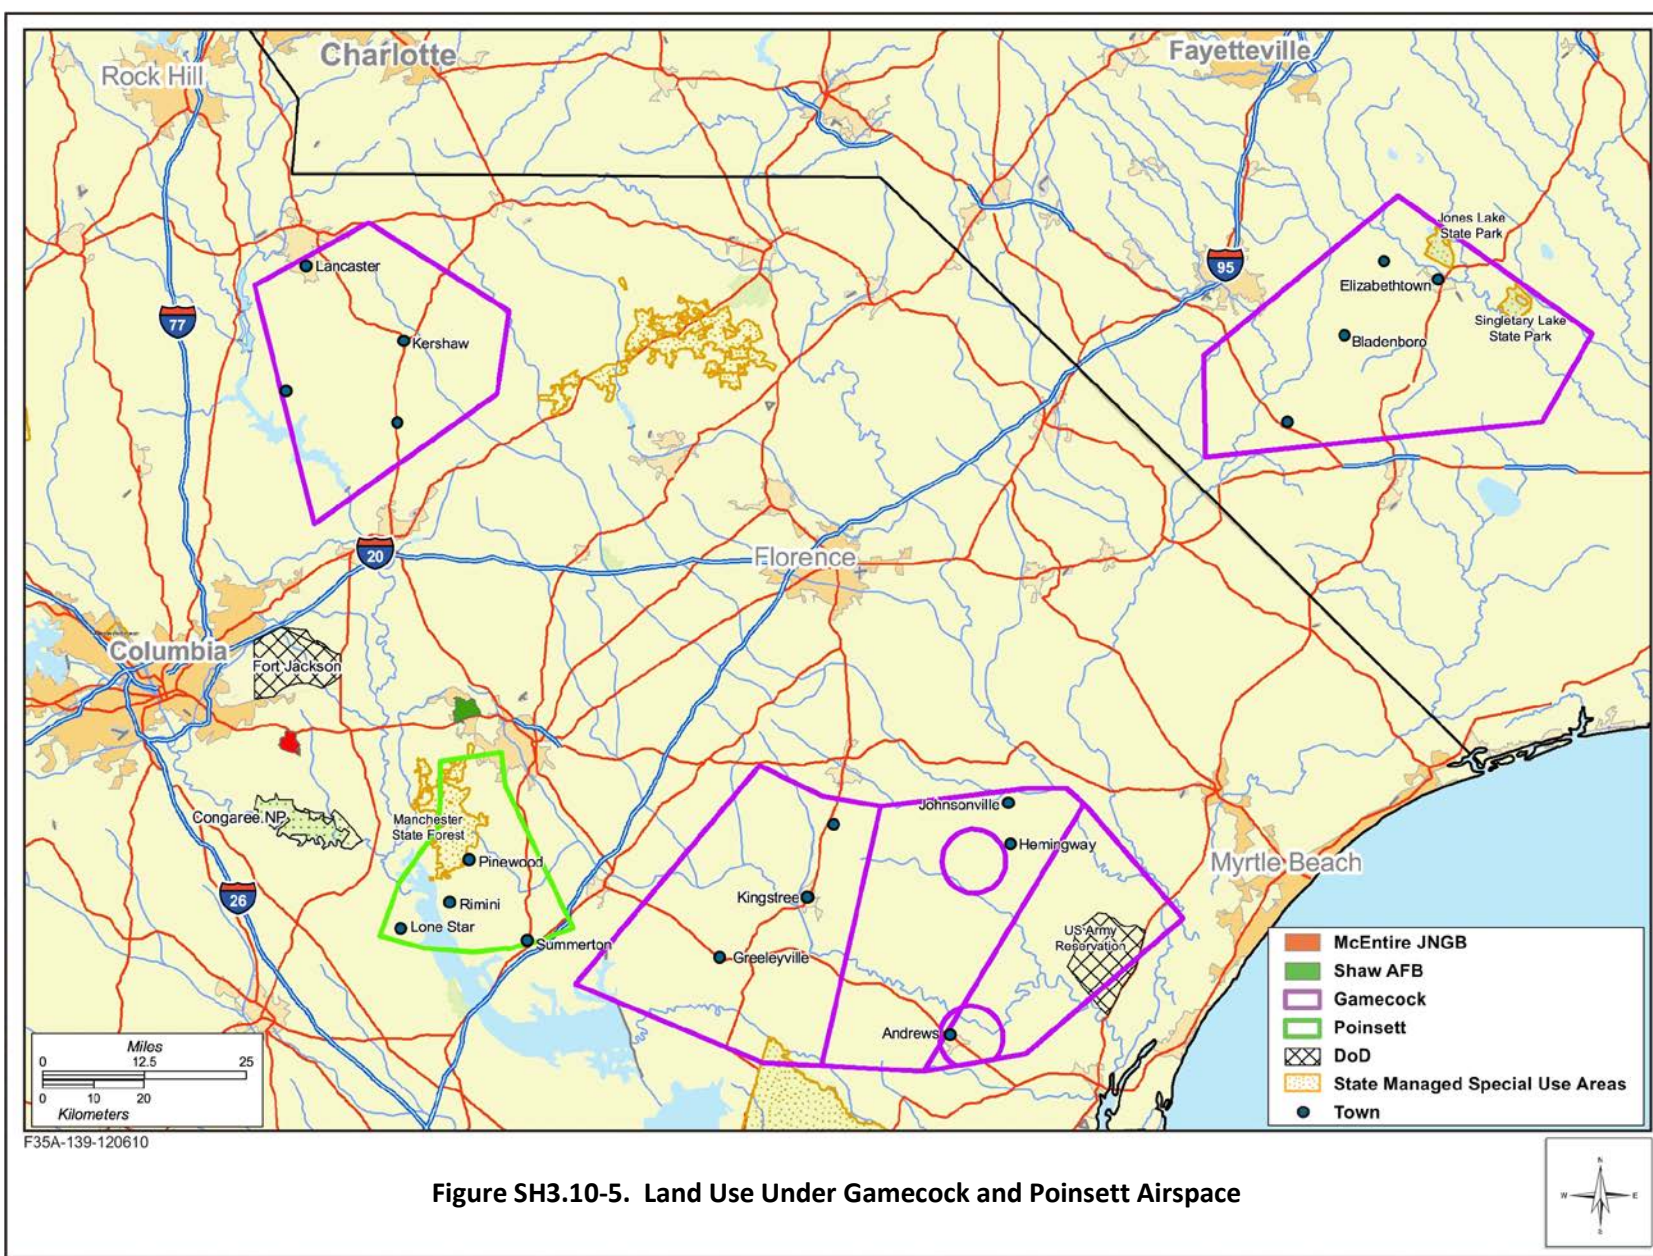 Charlotte
Fayetteville
Rock Hill
Jones Lake
State Park
Lancaster
95
Elizabethtown
Singletary Lake
State Park
77
Kershaw
Bladenboro
20
Florence
Columbia
Fort Jackson
Congaree NP
Manchester
State Forest
Johnsonville
Hemingway
Pinewood
Myrtle Beach
26
Rimini
Kingstree
Lone Star
US Army
Reservation
Summerton
Greeleyville
Andrews
McEntire JNGB
Shaw AFB
Gamecock
Poinsett
DoD
State Managed Special Use Areas
Town
Miles
0 12.5 25
0 10 20
Kilometers
F35A-139-120610
Figure SH3.10-5. Land Use Under Gamecock and Poinsett Airspace
N
W E
S